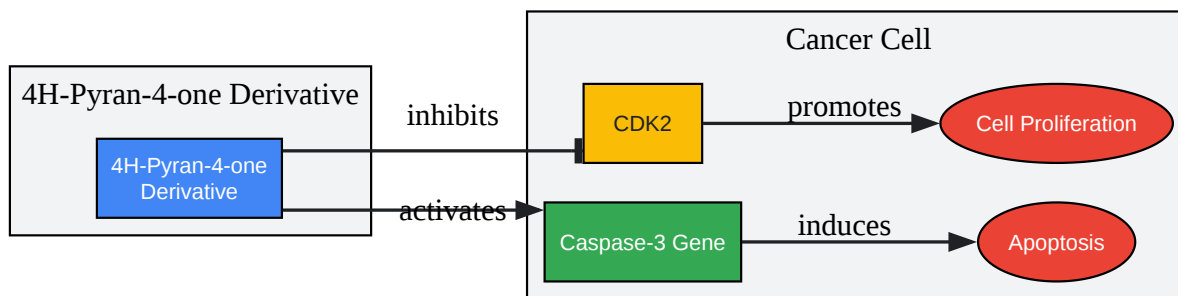 Cancer Cell
4H-Pyran-4-one Derivative
inhibits
CDK2
promotes
Cell Proliferation
4H-Pyran-4-one
Derivative
activates
Caspase-3 Gene
induces
Apoptosis